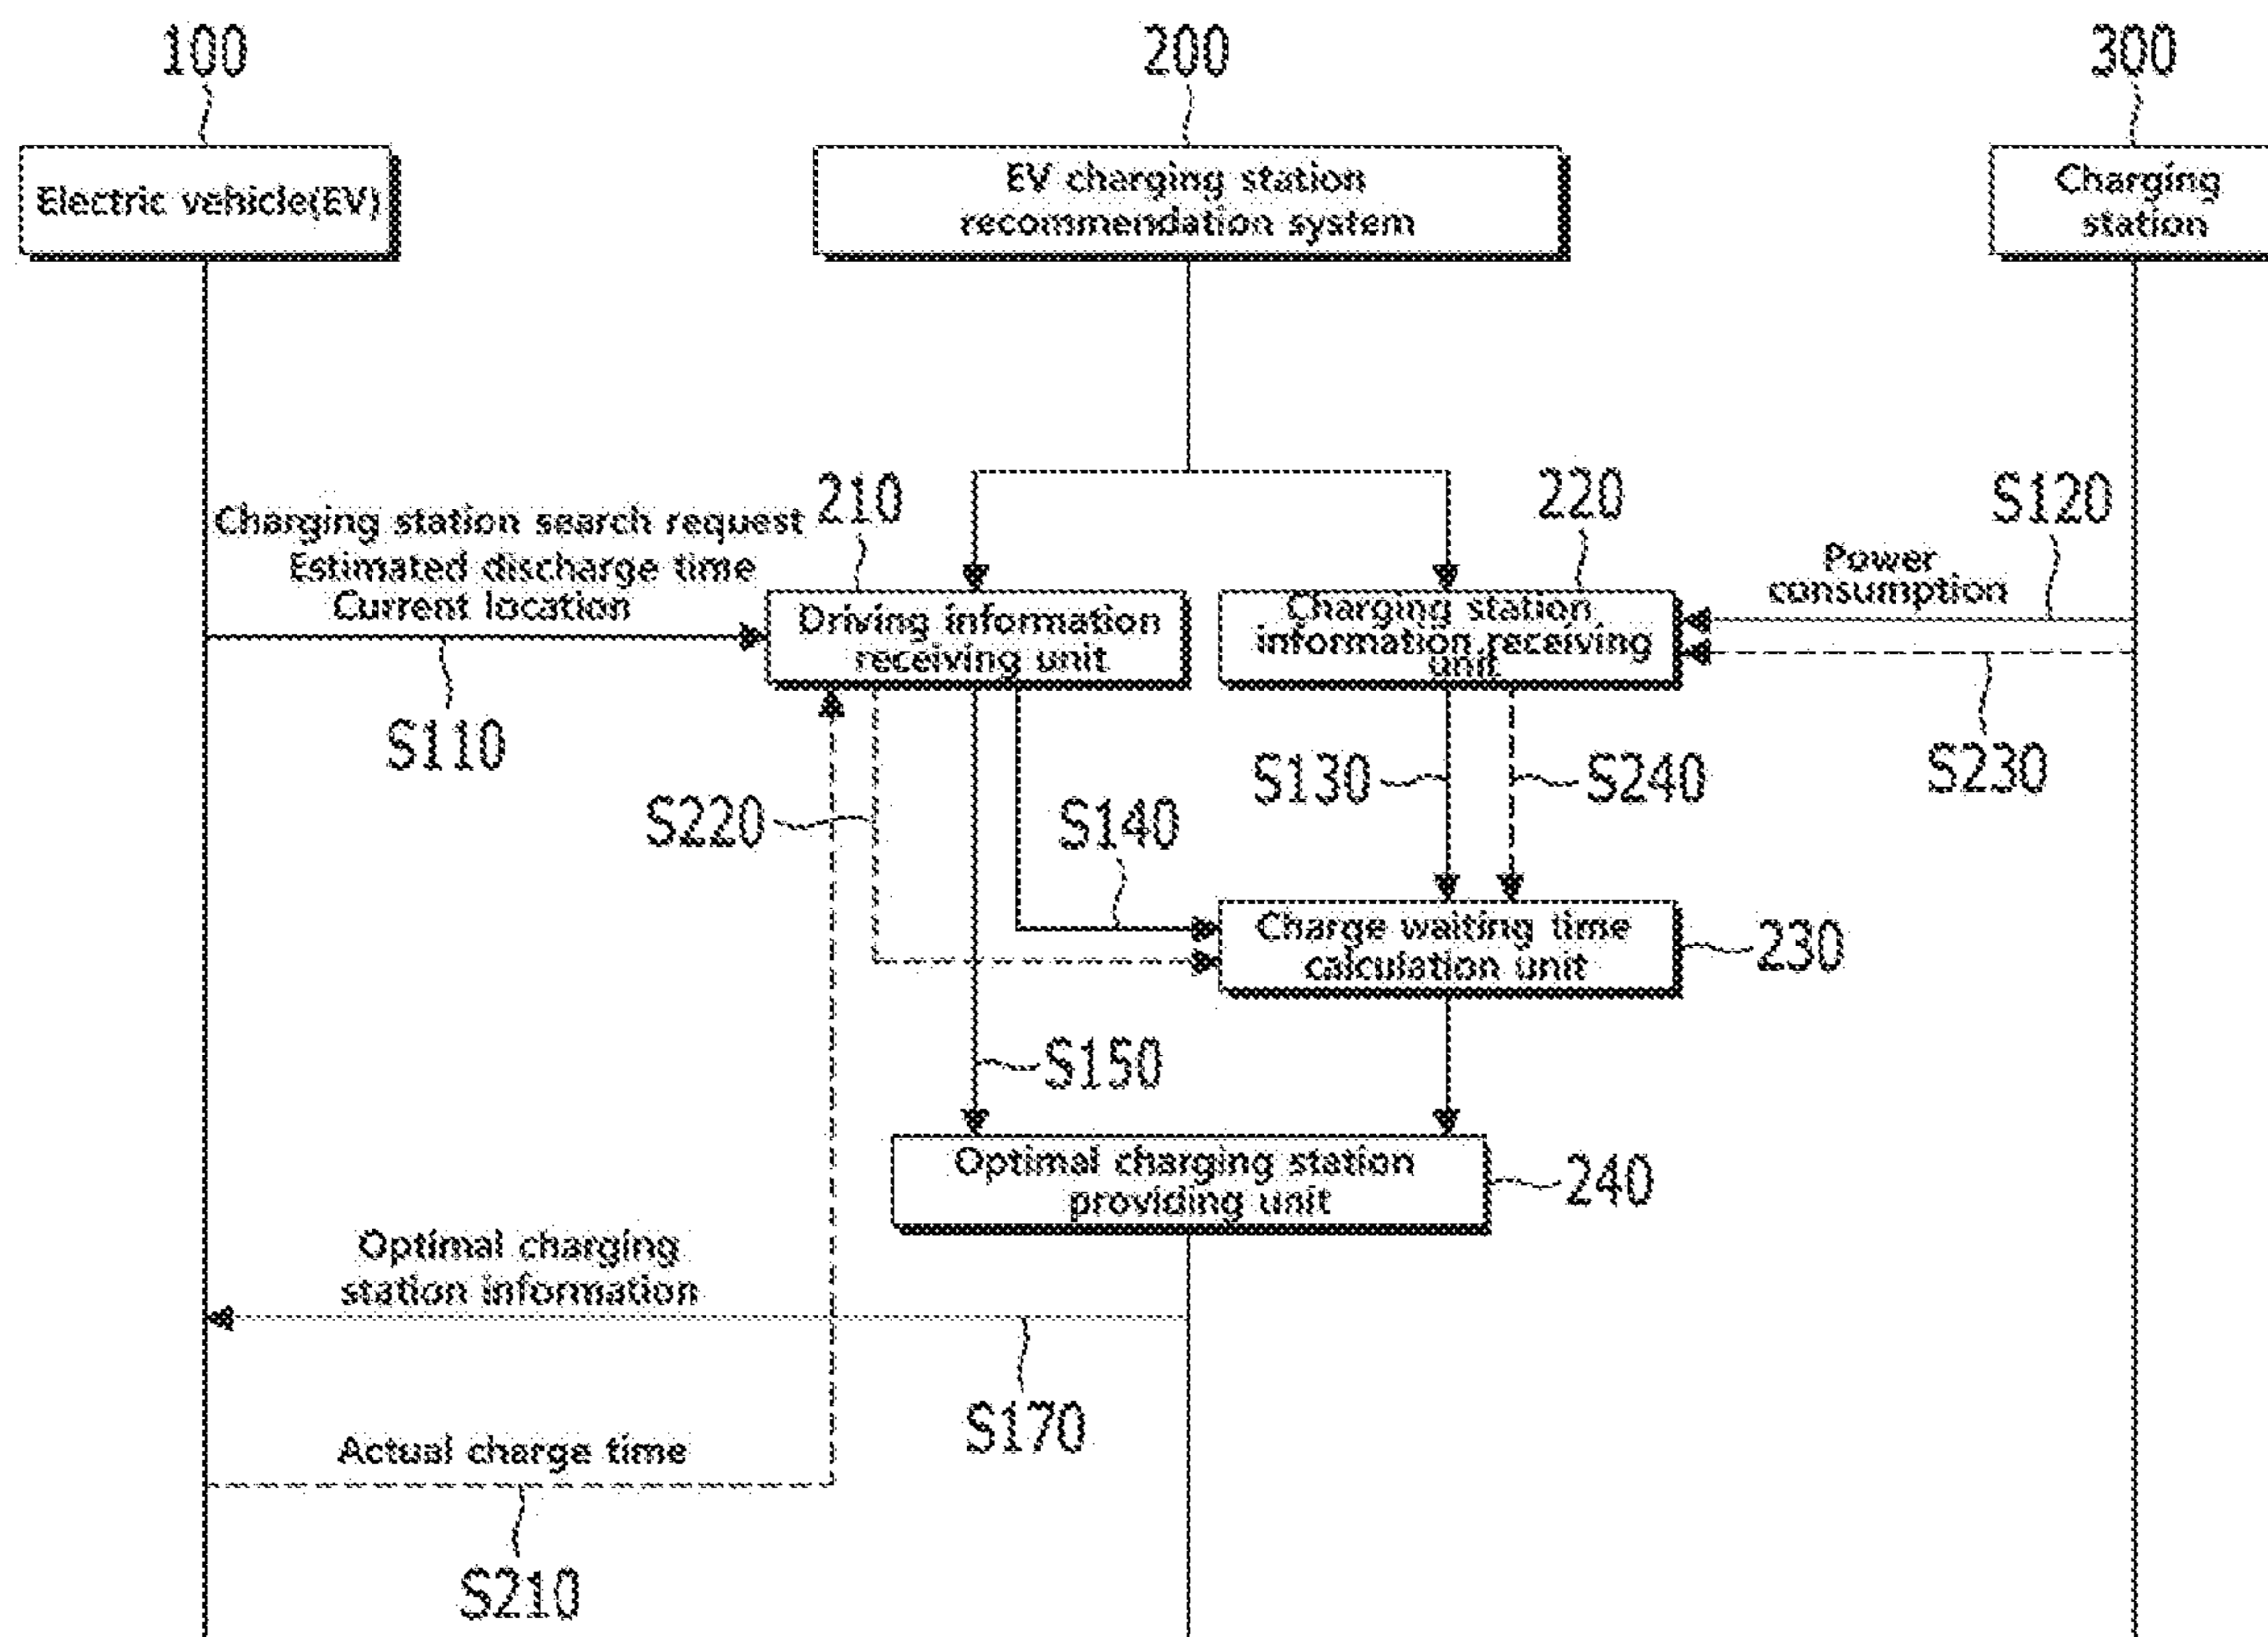 100
200
300
Electric vehicle(EV)
EV charging station
recommendation system
Charging
station
210
220
S120
Charging station search request
Estimated discharge time
Current location
Power
consumption
Driving information
receiving unit
Charging station
information receiving
unit
S110
S130
S240
S230
S220
S140
Charge waiting time
calculation unit
230
S150
Optimal charging station
providing unit
240
Optimal charging
station information
S170
Actual charge time
S210